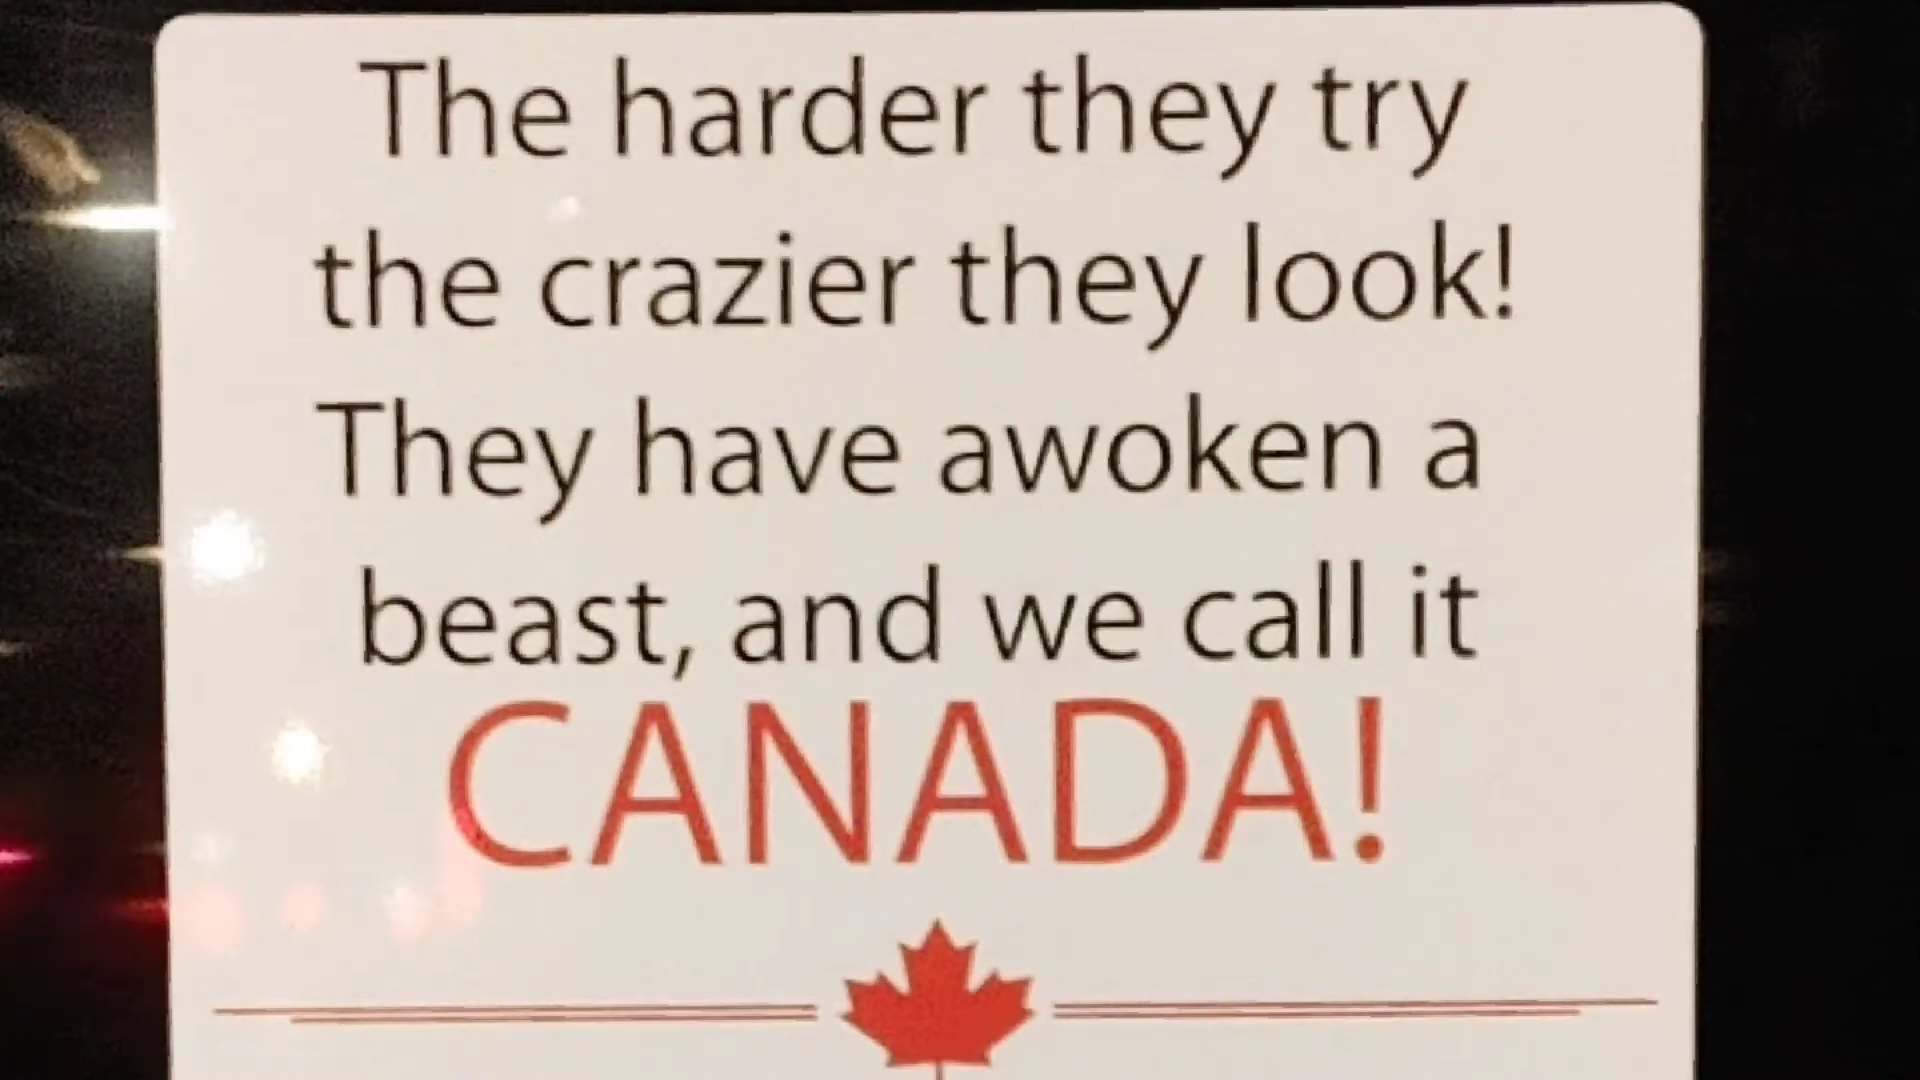 The harder they try
the crazier they look!
They have awoken a
beast, and we call it
CANADA!